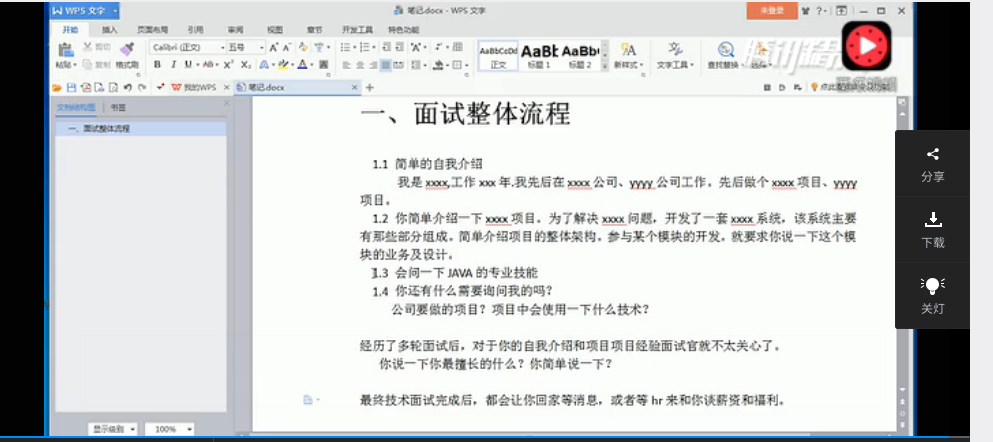 WPS 文字
笔记.docx - WPS 文字
未登录
开始 插入 页面布局 引用 审阅 视图 章节 开发工具 特色功能
剪切
粘贴 复制 格式刷
Calibri (正文) 五号
B I U
AaBbCcDd AaBb AaBb
正文 标题 1 标题 2
新样式 文字工具 查找替换
我的WPS 笔记.docx
文档结构图 书签
一、面试整体流程
一、面试整体流程
1.1 简单的自我介绍
我是 xxxx,工作 xxx 年.我先后在 xxxx 公司、yyyy 公司工作。先后做个 xxxx 项目、yyyy
项目。
1.2 你简单介绍一下 xxxx 项目。为了解决 xxxx 问题，开发了一套 xxxx 系统，该系统主要
有那些部分组成。简单介绍项目的整体架构。参与某个模块的开发。就要求你说一下这个模
块的业务及设计。
1.3 会问一下 JAVA 的专业技能
1.4 你还有什么需要询问我的吗？
公司要做的项目？项目中会使用一下什么技术？
经历了多轮面试后，对于你的自我介绍和项目项目经验面试官就不太关心了。
你说一下你最擅长的什么？你简单说一下？
最终技术面试完成后，都会让你回家等消息，或者等 hr 来和你谈薪资和福利。
显示级别 100%
分享
下载
关灯